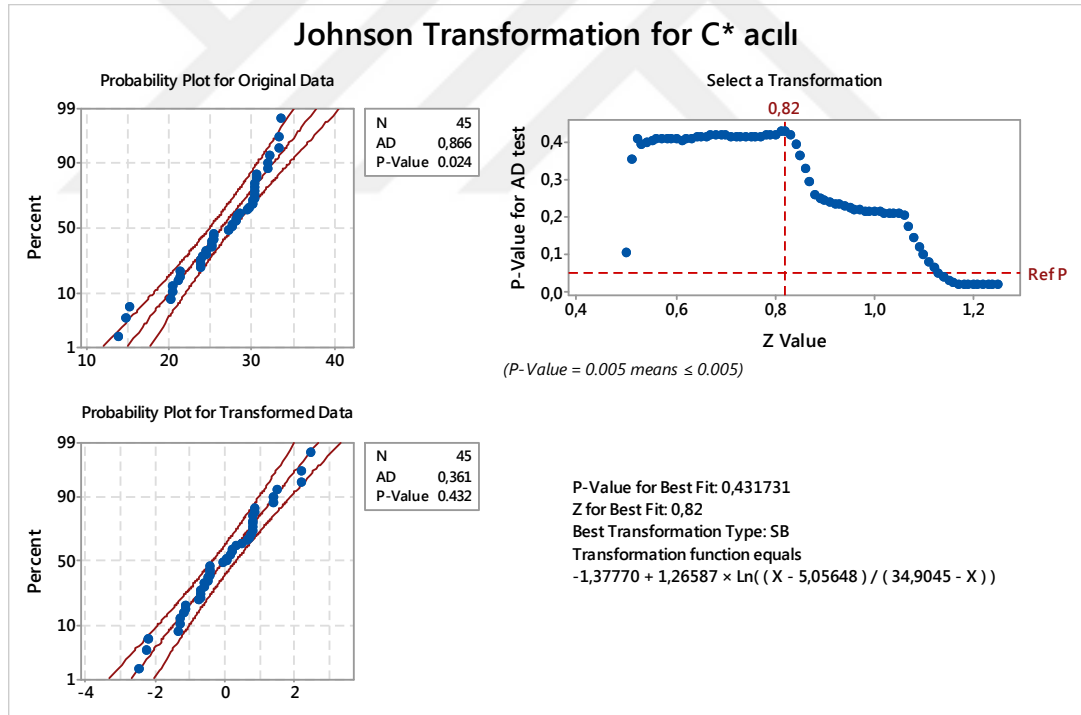 Johnson Transformation for C* acılı
Probability Plot for Original Data
99
90
50
10
1
Percent
10 20 30 40
N 45
AD 0,866
P-Value 0.024
Select a Transformation
0,82
0,4
0,3
0,2
0,1
0,0
P-Value for AD test
Ref P
0,4 0,6 0,8 1,0 1,2
Z Value
(P-Value = 0.005 means ≤ 0.005)
Probability Plot for Transformed Data
99
90
50
10
1
Percent
-4 -2 0 2
N 45
AD 0,361
P-Value 0.432
P-Value for Best Fit: 0,431731
Z for Best Fit: 0,82
Best Transformation Type: SB
Transformation function equals
-1,37770 + 1,26587 × Ln( ( X - 5,05648 ) / ( 34,9045 - X ) )